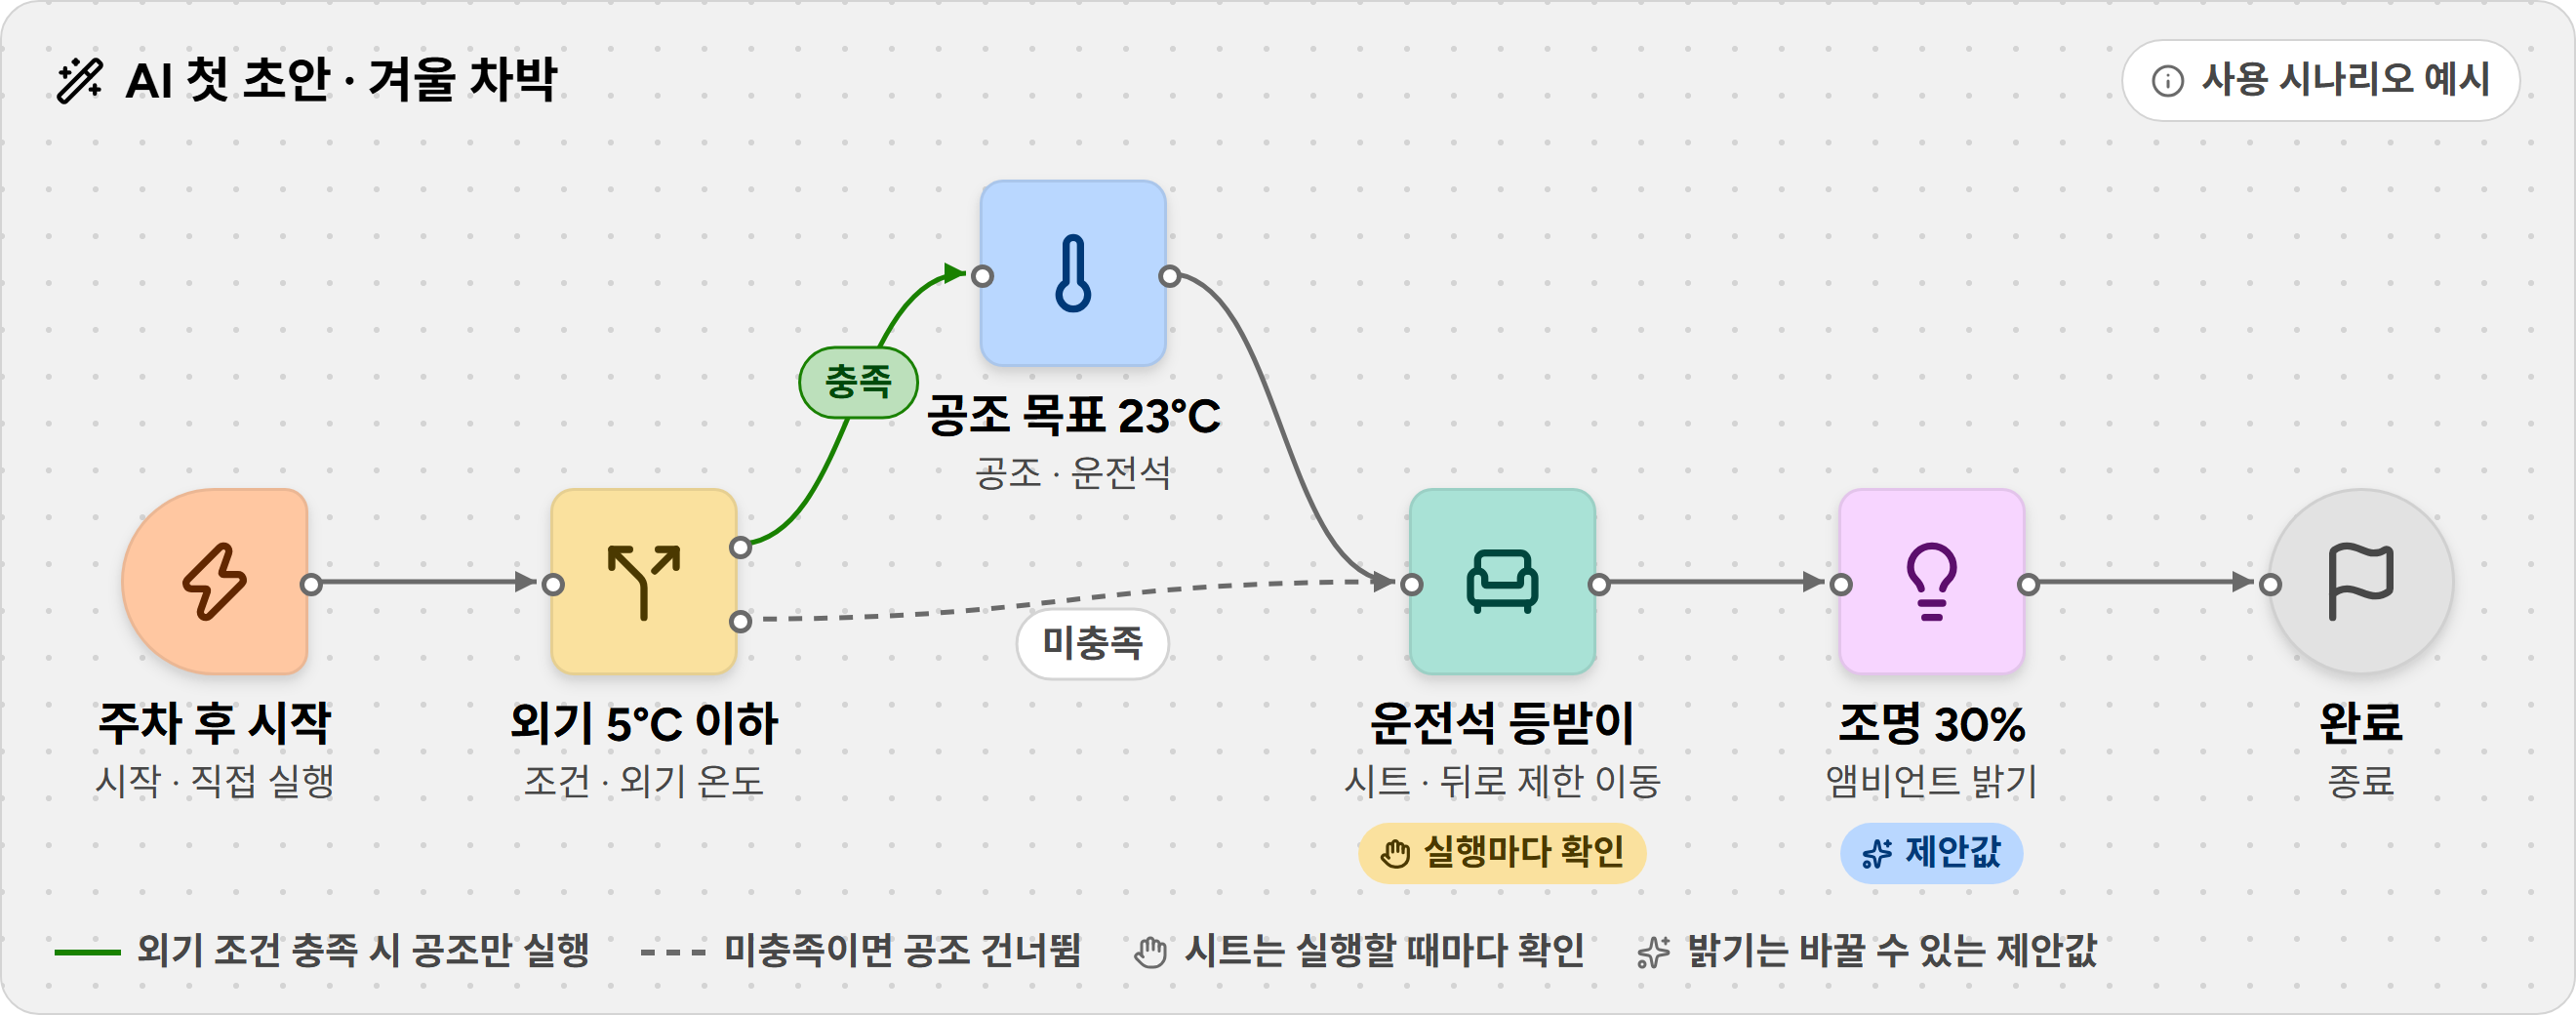 AI 첫 초안 · 겨울 차박
사용 시나리오 예시
충족
공조 목표 23°C
공조 · 운전석
미충족
주차 후 시작
시작 · 직접 실행
외기 5°C 이하
조건 · 외기 온도
운전석 등받이
시트 · 뒤로 제한 이동
실행마다 확인
조명 30%
앰비언트 밝기
제안값
완료
종료
외기 조건 충족 시 공조만 실행
미충족이면 공조 건너뜀
시트는 실행할 때마다 확인
밝기는 바꿀 수 있는 제안값